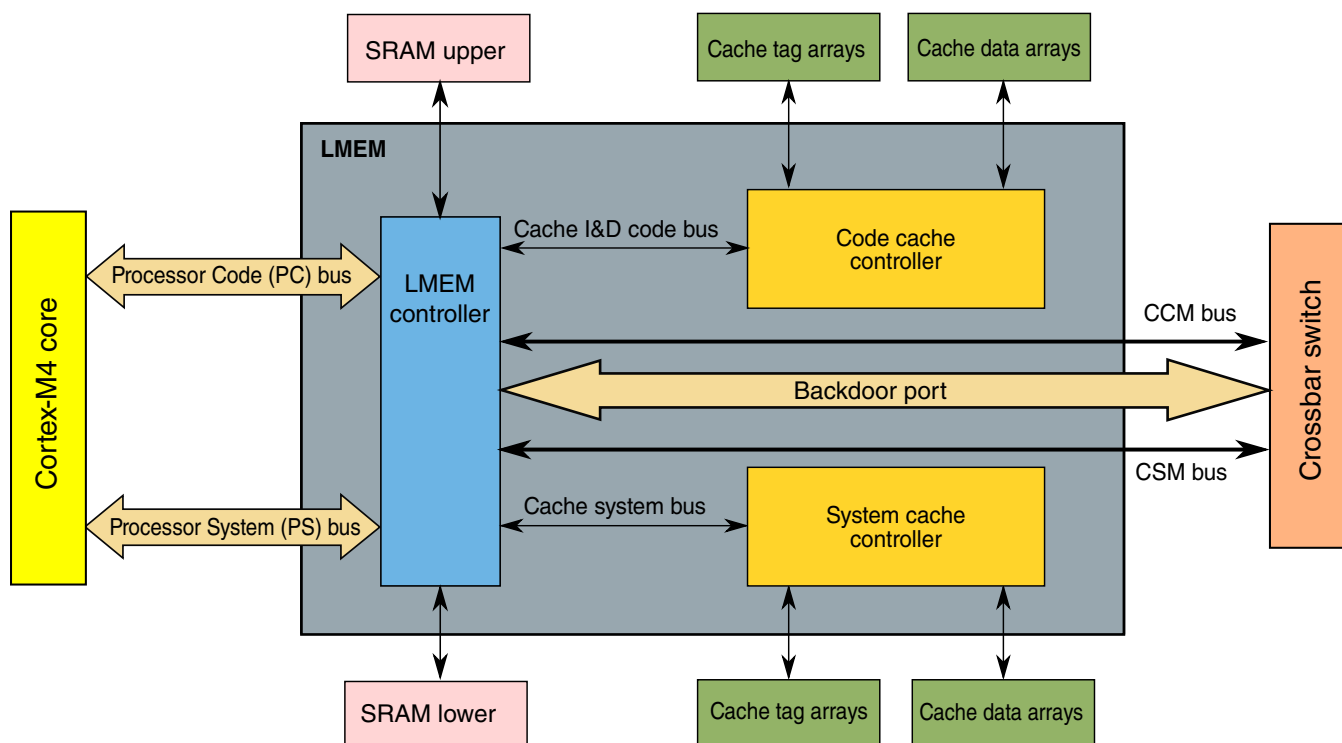 SRAM upper
Cache tag arrays
Cache data arrays
LMEM
Cortex-M4 core
Processor Code (PC) bus
LMEM
controller
Cache I&D code bus
Code cache
controller
CCM bus
Backdoor port
CSM bus
Crossbar switch
Processor System (PS) bus
Cache system bus
System cache
controller
SRAM lower
Cache tag arrays
Cache data arrays